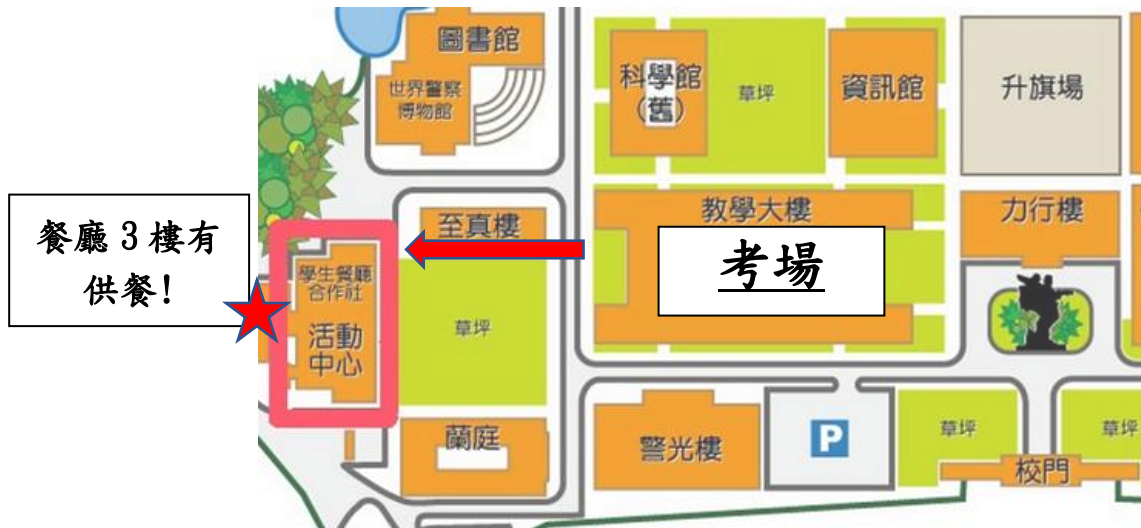 圖書館
世界警察
博物館
科學館
(舊)
草坪
資訊館
升旗場
餐廳 3 樓有
供餐!
至真樓
教學大樓
考場
力行樓
學生餐廳
合作社
活動
中心
草坪
蘭庭
警光樓
P
草坪
草坪
校門